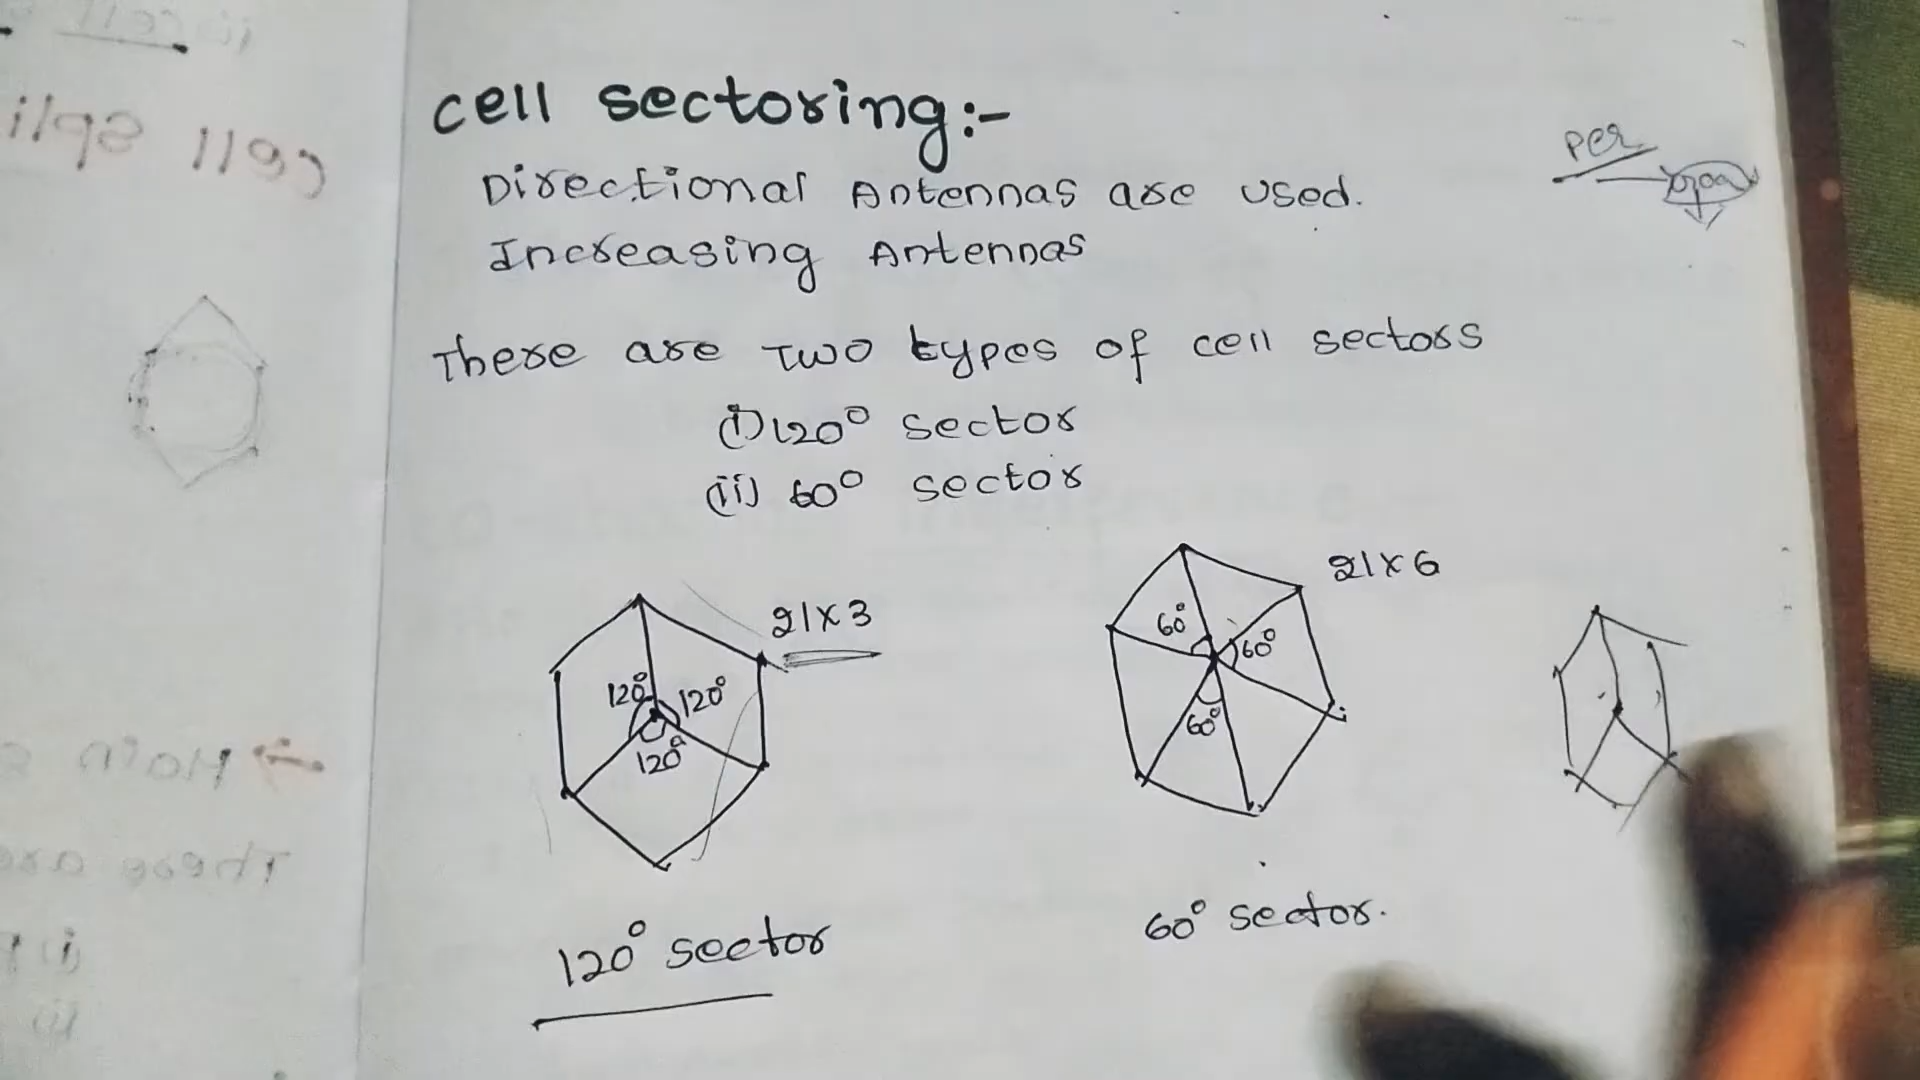 cell sectoring:-
Directional Antennas are used.
Increasing Antennas
There are Two types of cell sectors
(i) 120° sector
(ii) 60° sector
per
21x3
120° 120°
120°
120° sector
21x6
60° 60°
60°
60° sector.